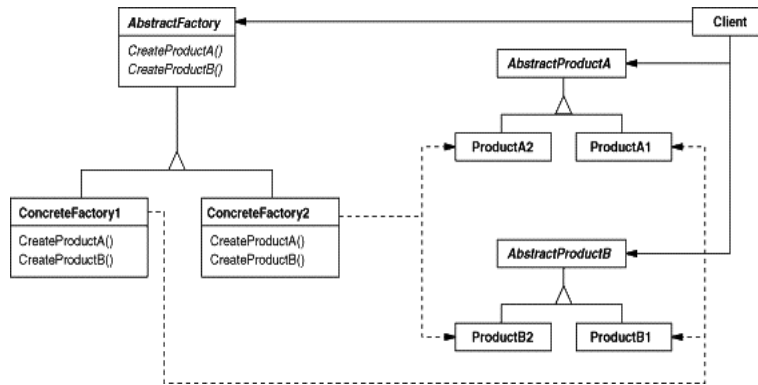 AbstractFactory
CreateProductA()
CreateProductB()
Client
AbstractProductA
ProductA2
ProductA1
ConcreteFactory1
CreateProductA()
CreateProductB()
ConcreteFactory2
CreateProductA()
CreateProductB()
AbstractProductB
ProductB2
ProductB1